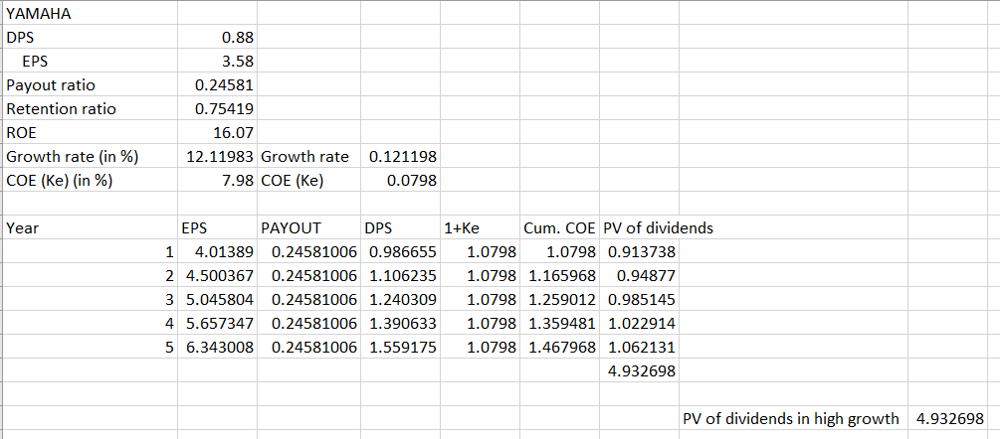 YAMAHA
DPS 0.88
EPS 3.58
Payout ratio 0.24581
Retention ratio 0.75419
ROE 16.07
Growth rate (in %) 12.11983 Growth rate 0.121198
COE (Ke) (in %) 7.98 COE (Ke) 0.0798
Year EPS PAYOUT DPS 1+Ke Cum. COE PV of dividends
1 4.01389 0.24581006 0.986655 1.0798 1.0798 0.913738
2 4.500367 0.24581006 1.106235 1.0798 1.165968 0.94877
3 5.045804 0.24581006 1.240309 1.0798 1.259012 0.985145
4 5.657347 0.24581006 1.390633 1.0798 1.359481 1.022914
5 6.343008 0.24581006 1.559175 1.0798 1.467968 1.062131
4.932698
PV of dividends in high growth 4.932698